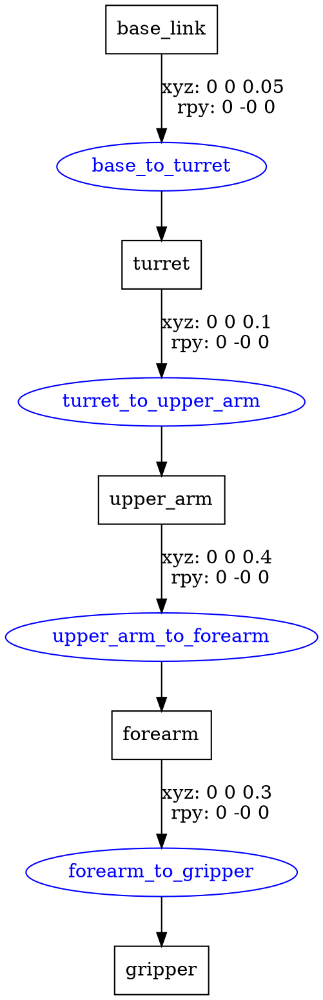 base_link
xyz: 0 0 0.05
rpy: 0 -0 0
base_to_turret
turret
xyz: 0 0 0.1
rpy: 0 -0 0
turret_to_upper_arm
upper_arm
xyz: 0 0 0.4
rpy: 0 -0 0
upper_arm_to_forearm
forearm
xyz: 0 0 0.3
rpy: 0 -0 0
forearm_to_gripper
gripper